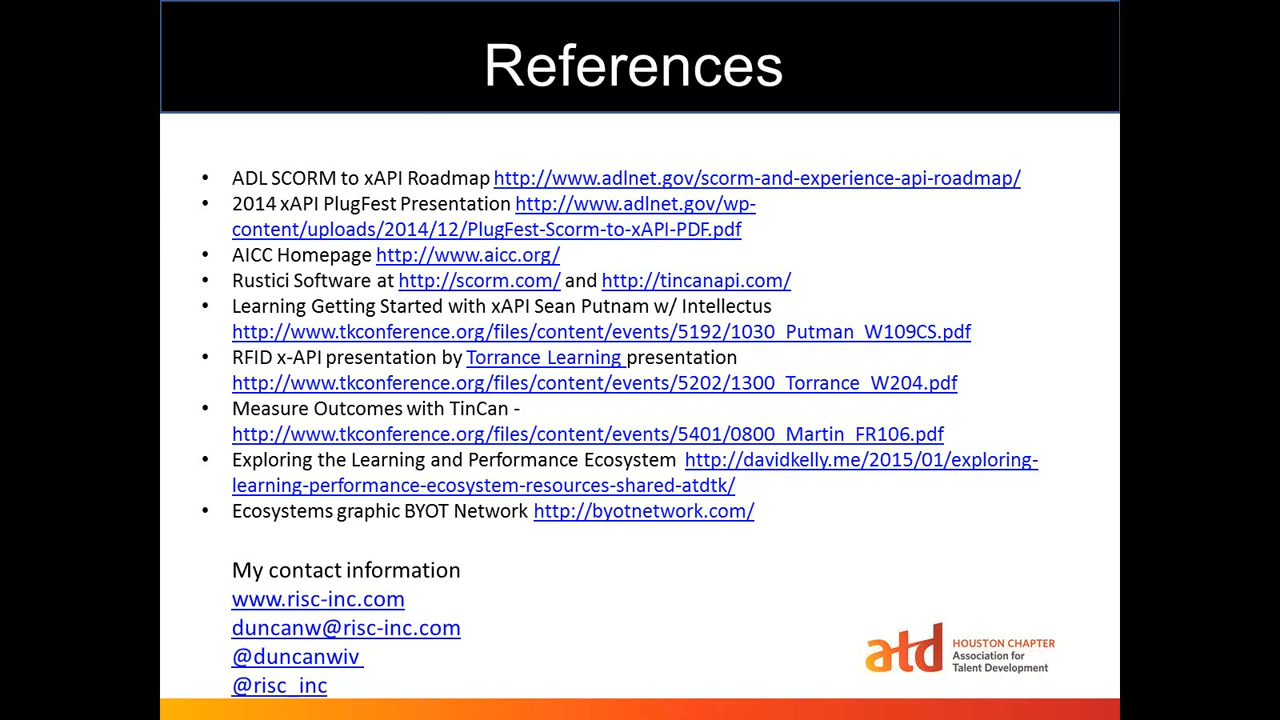 References
• ADL SCORM to xAPI Roadmap http://www.adlnet.gov/scorm-and-experience-api-roadmap/
• 2014 xAPI PlugFest Presentation http://www.adlnet.gov/wp-
content/uploads/2014/12/PlugFest-Scorm-to-xAPI-PDF.pdf
• AICC Homepage http://www.aicc.org/
• Rustici Software at http://scorm.com/ and http://tincanapi.com/
• Learning Getting Started with xAPI Sean Putnam w/ Intellectus
http://www.tkconference.org/files/content/events/5192/1030_Putman_W109CS.pdf
• RFID x-API presentation by Torrance Learning presentation
http://www.tkconference.org/files/content/events/5202/1300_Torrance_W204.pdf
• Measure Outcomes with TinCan -
http://www.tkconference.org/files/content/events/5401/0800_Martin_FR106.pdf
• Exploring the Learning and Performance Ecosystem http://davidkelly.me/2015/01/exploring-
learning-performance-ecosystem-resources-shared-atdtk/
• Ecosystems graphic BYOT Network http://byotnetwork.com/
My contact information
www.risc-inc.com
duncanw@risc-inc.com
@duncanwiv
@risc_inc
atd
HOUSTON CHAPTER
Association for
Talent Development